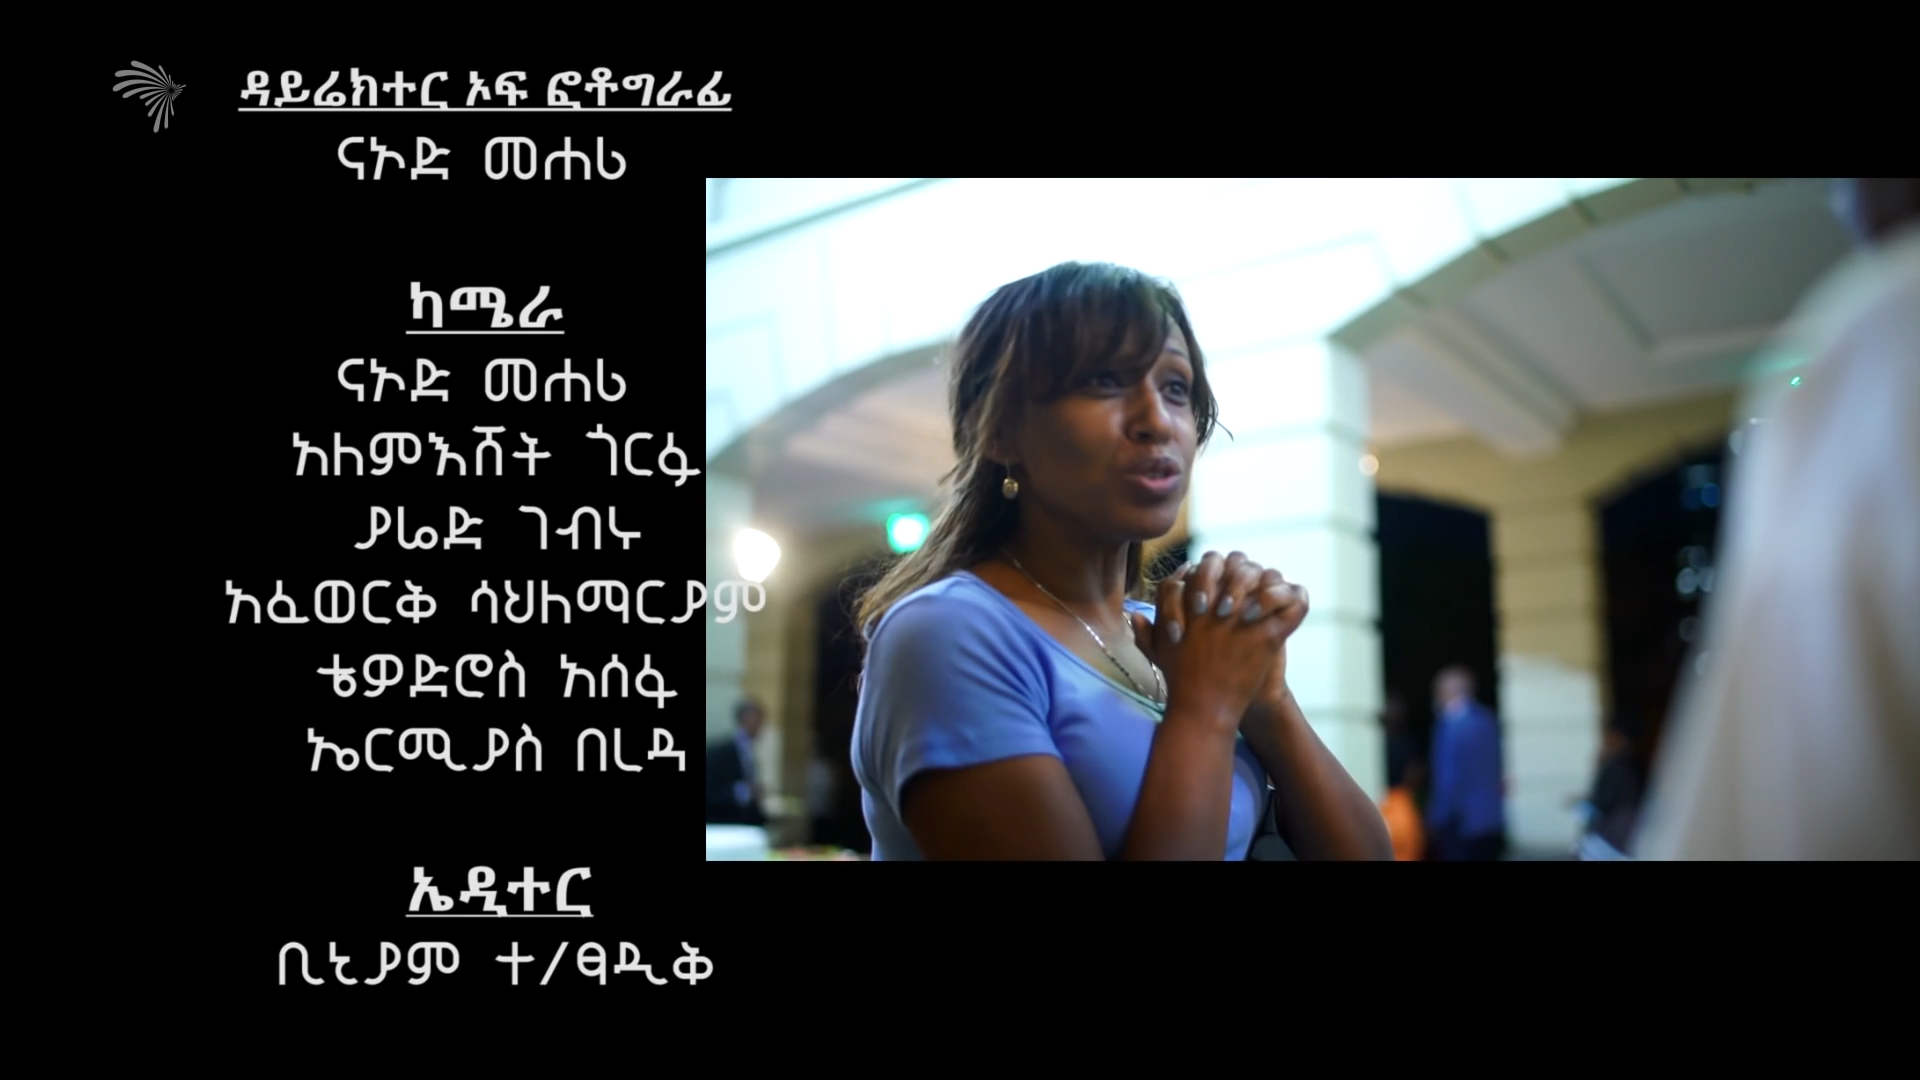 ዳይሬክተር ኦፍ ፎቶግራፊ
ናኦድ መሐሪ
ካሜራ
ናኦድ መሐሪ
አለምእሸት ጎርፉ
ያሬድ ገብሩ
አፈወርቅ ሳህለማርያም
ቴዎድሮስ አሰፋ
ኤርሚያስ በረዳ
ኤዲተር
ቢኒያም ተ/ፃዲቅ